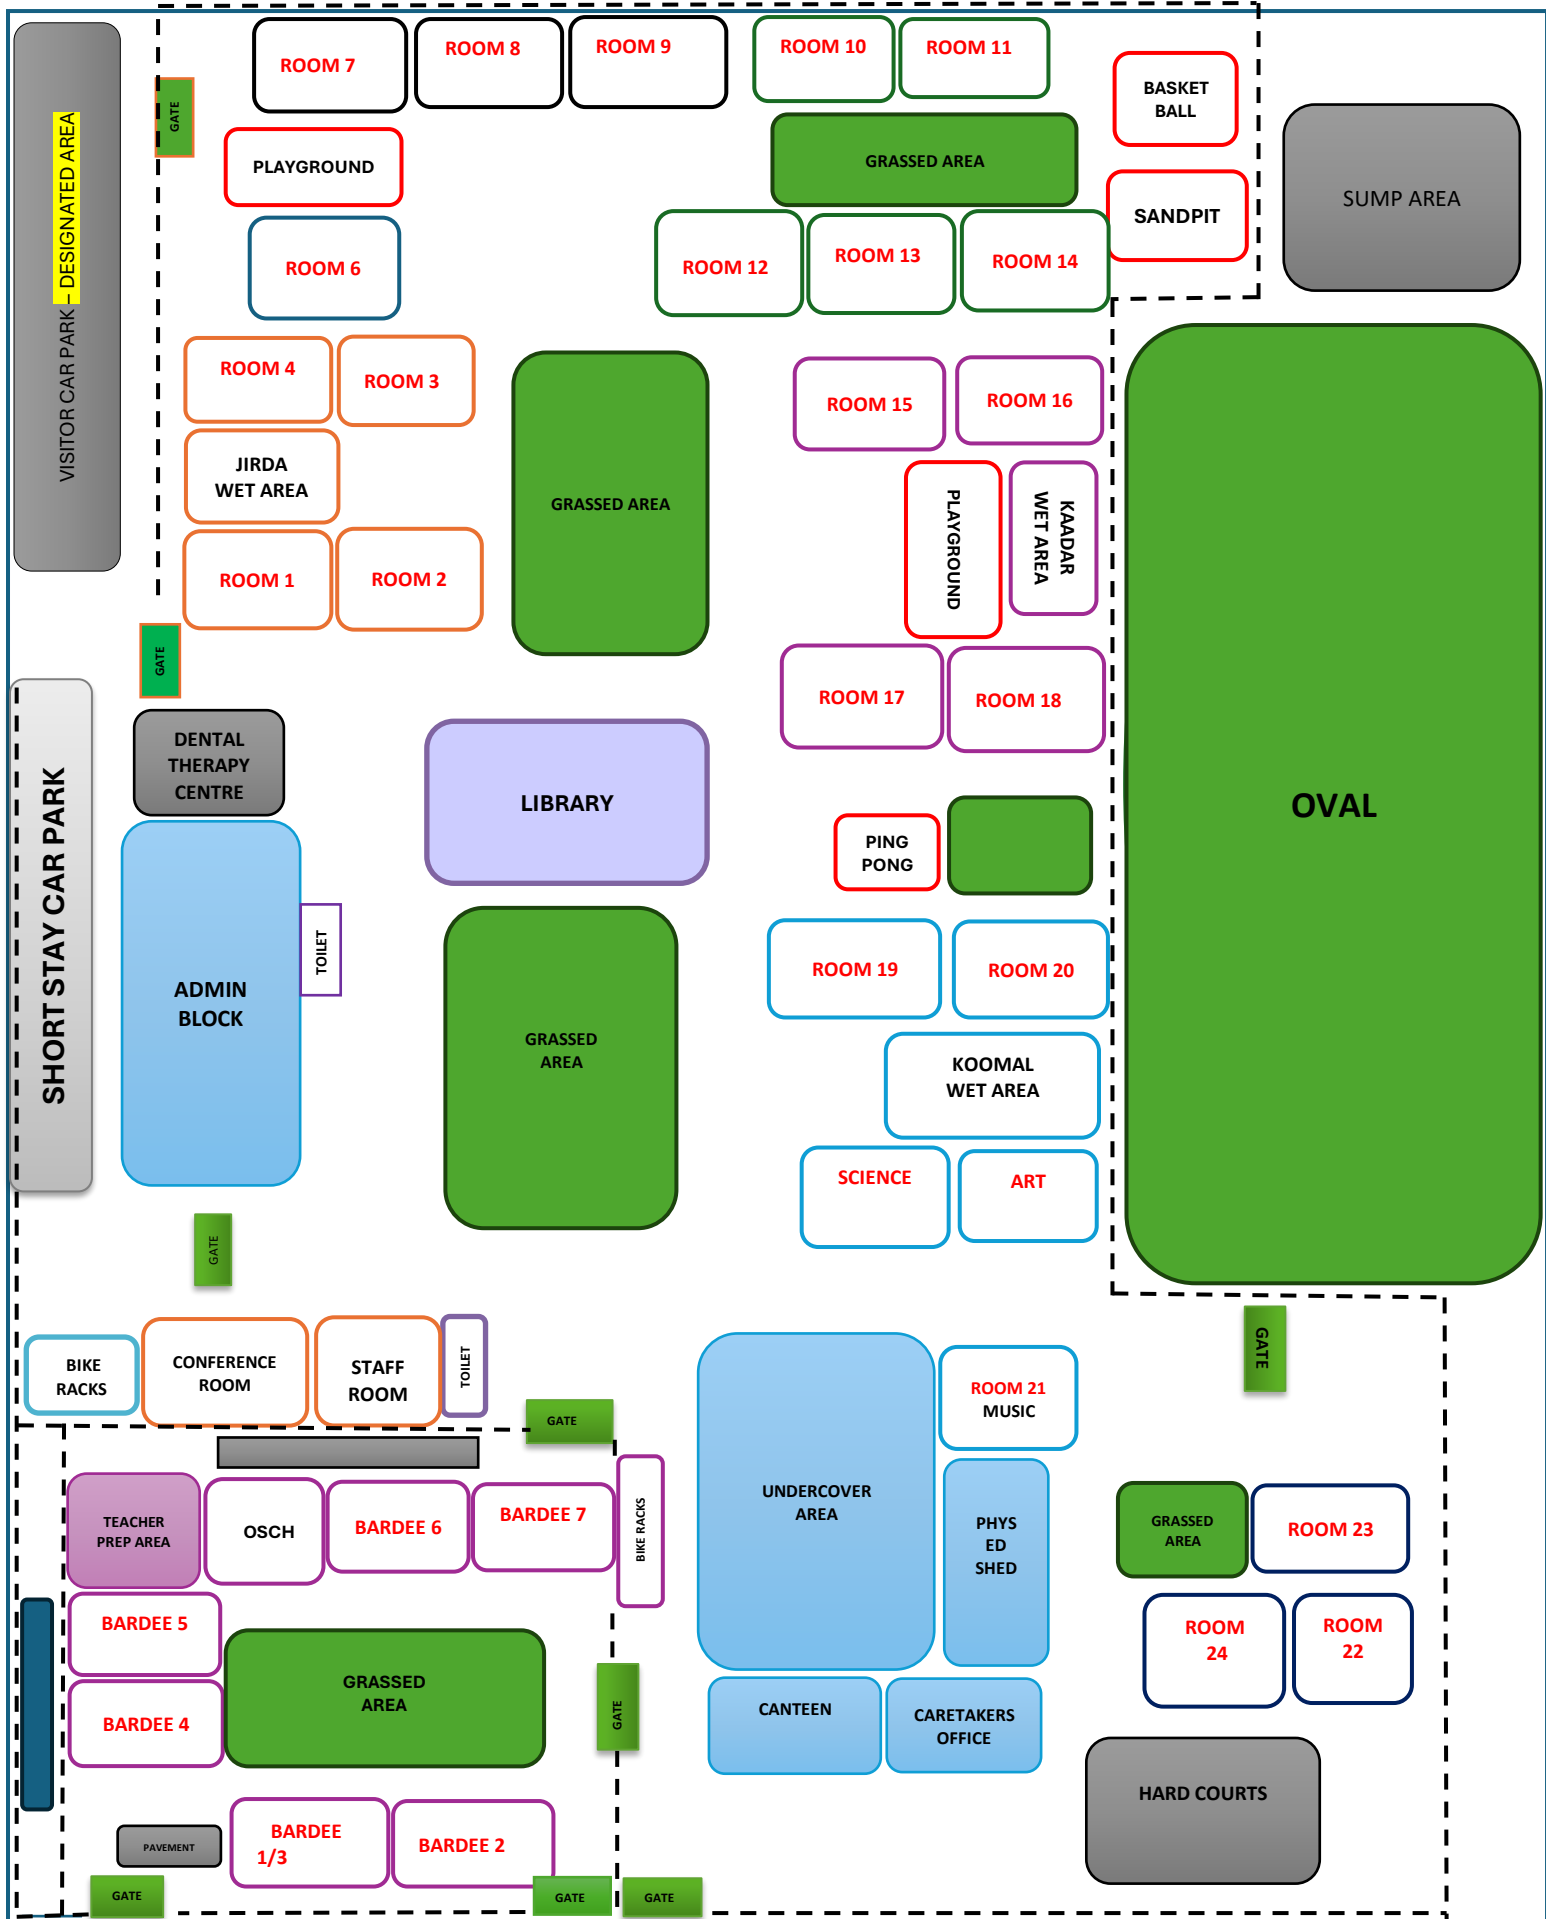 ROOM 7
ROOM 8
ROOM 9
ROOM 10
ROOM 11
BASKET
BALL
GATE
VISITOR CAR PARK – DESIGNATED AREA
PLAYGROUND
GRASSED AREA
SUMP AREA
SANDPIT
ROOM 6
ROOM 12
ROOM 13
ROOM 14
ROOM 4
ROOM 3
ROOM 15
ROOM 16
JIRDA
WET AREA
GRASSED AREA
PLAYGROUND
KAADAR
WET AREA
ROOM 1
ROOM 2
GATE
ROOM 17
ROOM 18
DENTAL
THERAPY
CENTRE
LIBRARY
OVAL
SHORT STAY CAR PARK
PING
PONG
TOILET
ADMIN
BLOCK
ROOM 19
ROOM 20
GRASSED
AREA
KOOMAL
WET AREA
SCIENCE
ART
GATE
GATE
BIKE
RACKS
CONFERENCE
ROOM
STAFF
ROOM
TOILET
ROOM 21
MUSIC
GATE
UNDERCOVER
AREA
TEACHER
PREP AREA
OSCH
BARDEE 6
BARDEE 7
BIKE RACKS
PHYS
ED
SHED
GRASSED
AREA
ROOM 23
BARDEE 5
ROOM
24
ROOM
22
GRASSED
AREA
BARDEE 4
GATE
CANTEEN
CARETAKERS
OFFICE
HARD COURTS
PAVEMENT
BARDEE
1/3
BARDEE 2
GATE
GATE
GATE